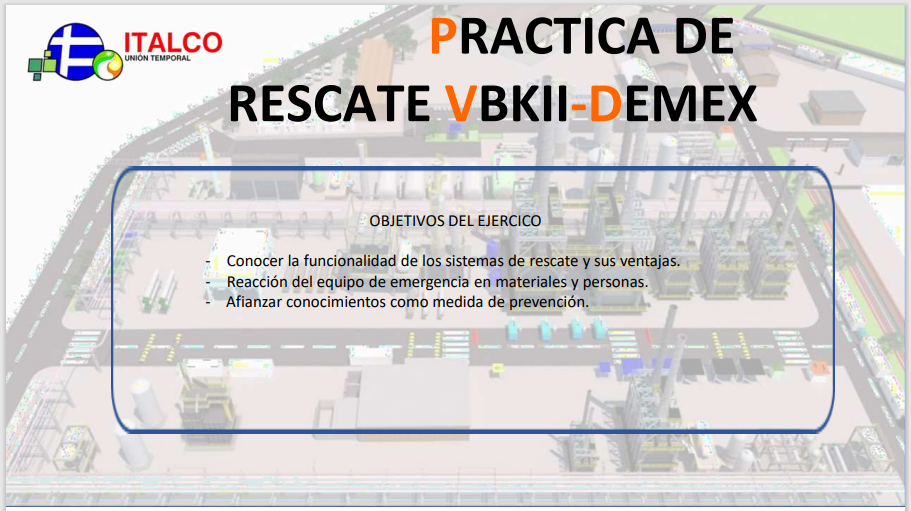 ITALCO
UNIÓN TEMPORAL
PRACTICA DE
RESCATE VBKII-DEMEX
OBJETIVOS DEL EJERCICO
- Conocer la funcionalidad de los sistemas de rescate y sus ventajas.
- Reacción del equipo de emergencia en materiales y personas.
- Afianzar conocimientos como medida de prevención.